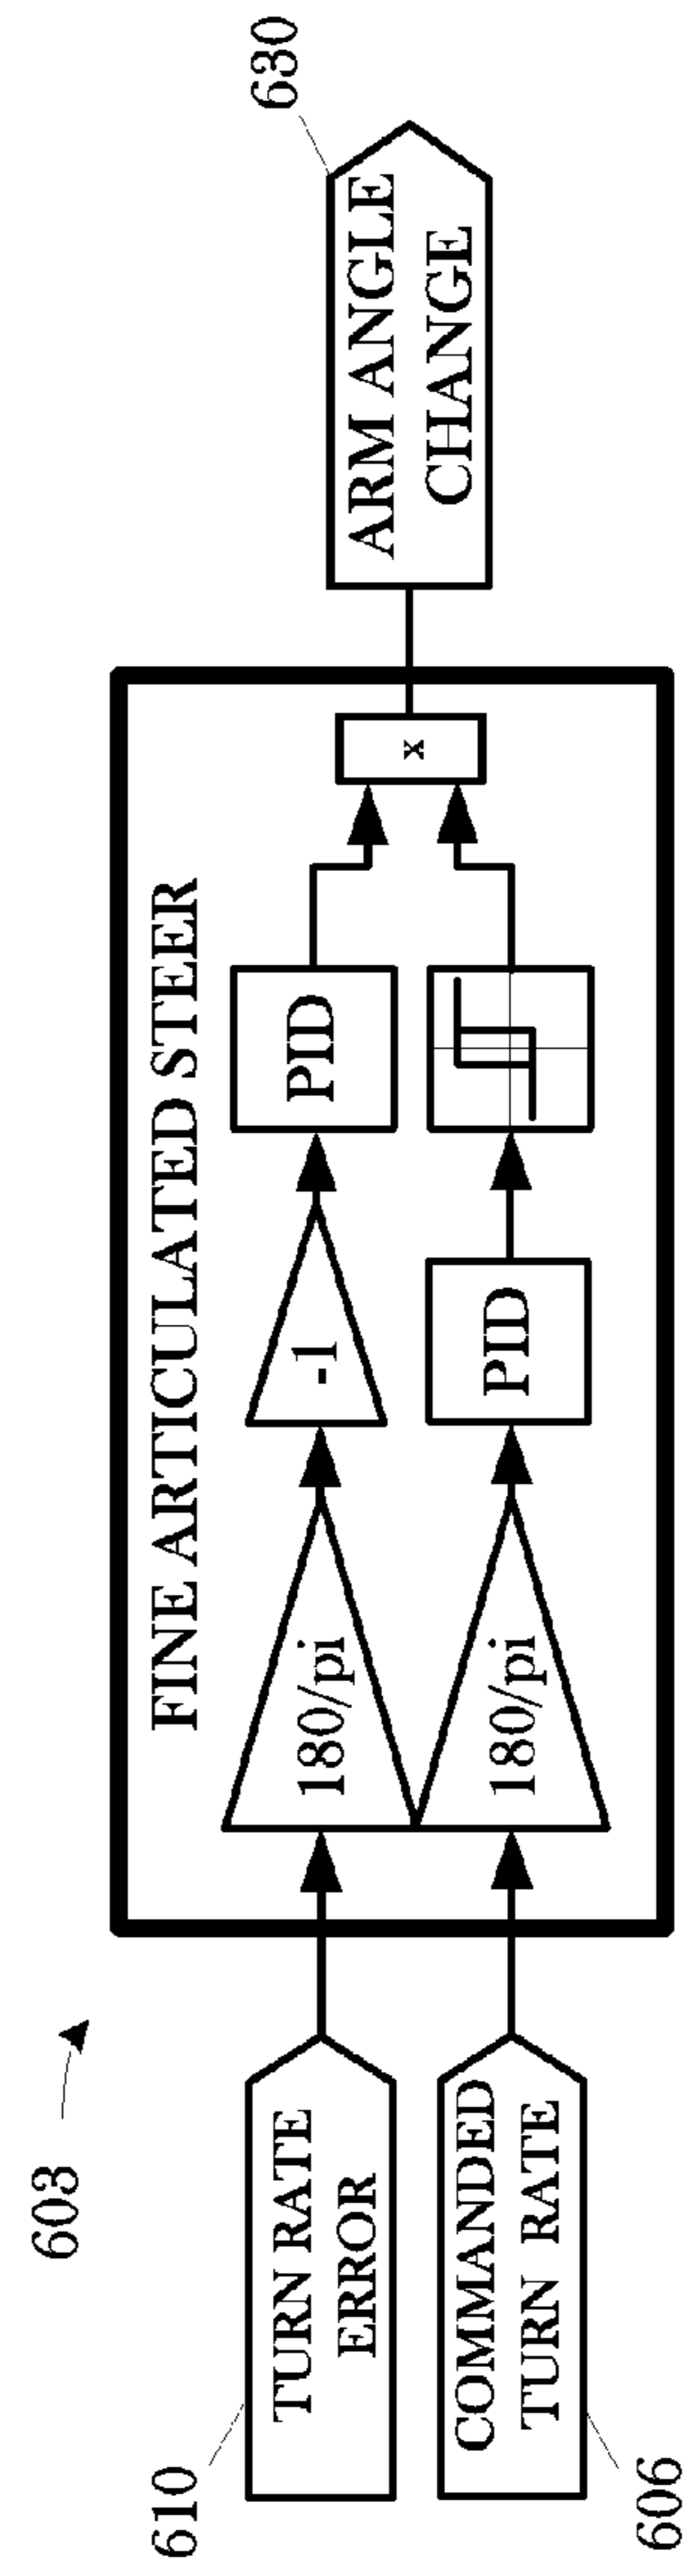 603
FINE ARTICULATED STEER
610
TURN RATE
ERROR
180/pi
-1
PID
COMMANDED
TURN RATE
606
180/pi
PID
x
ARM ANGLE
CHANGE
630